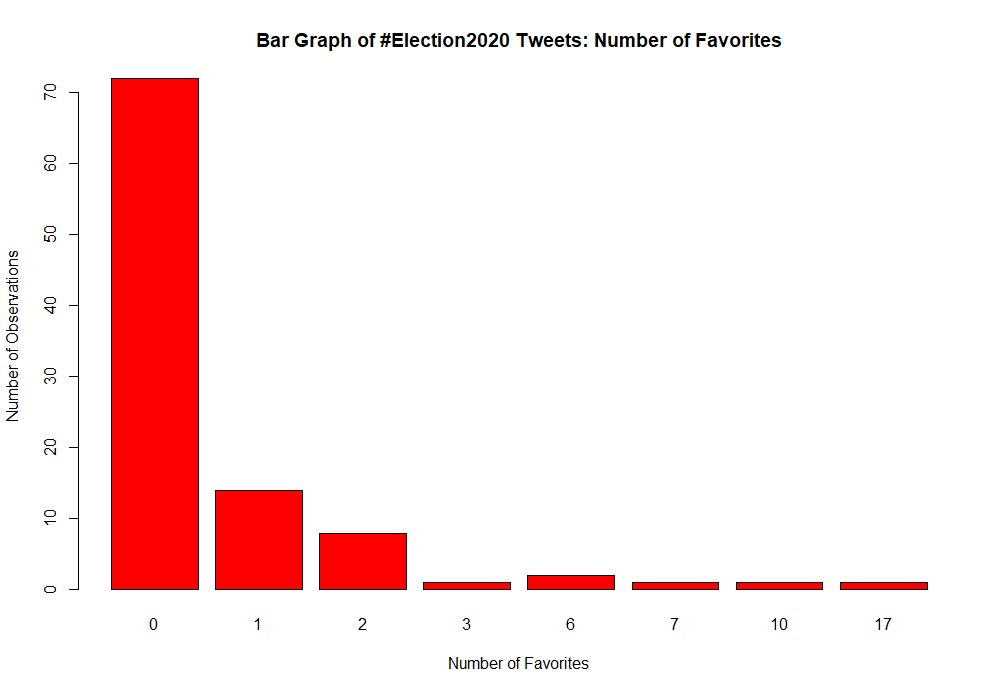 Bar Graph of #Election2020 Tweets: Number of Favorites
Number of Observations
70
60
50
40
30
20
10
0
0 1 2 3 6 7 10 17
Number of Favorites